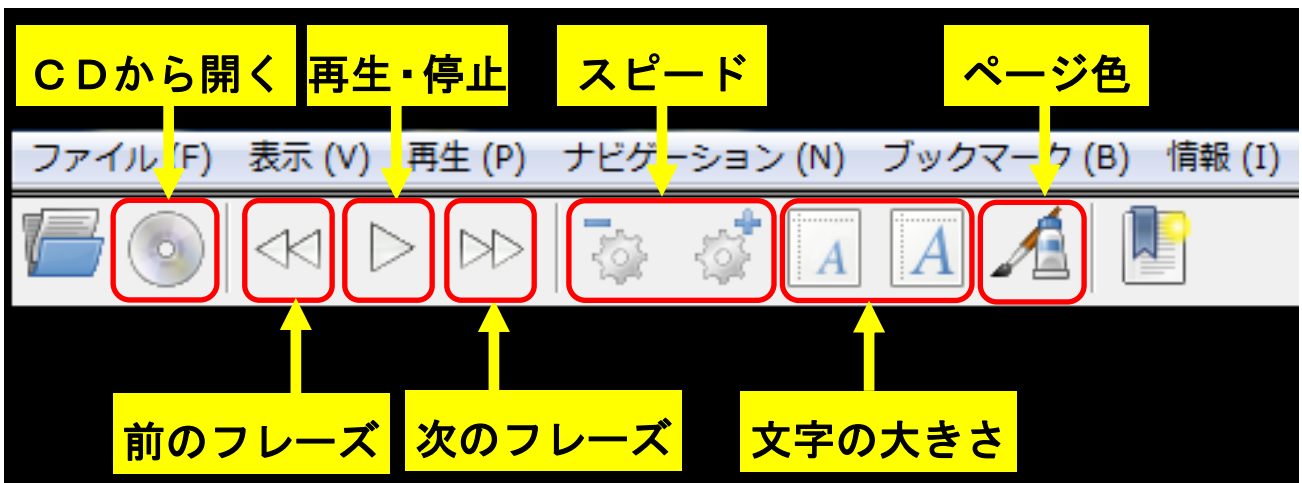 ＣＤから開く
再生・停止
スピード
ページ色
ファイル (F) 表示 (V) 再生 (P) ナビゲーション (N) ブックマーク (B) 情報 (I)
A A
前のフレーズ
次のフレーズ
文字の大きさ